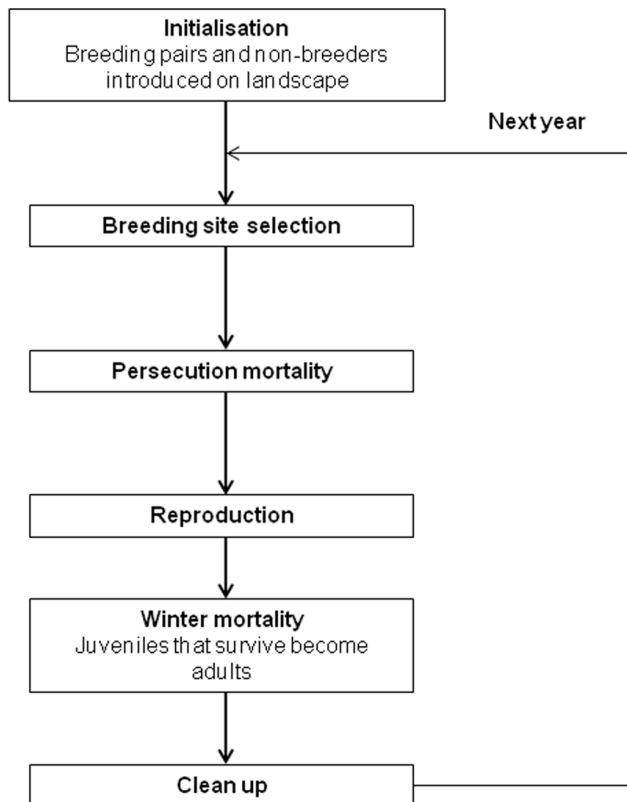 Initialisation
Breeding pairs and non-breeders
introduced on landscape
Next year
Breeding site selection
Persecution mortality
Reproduction
Winter mortality
Juveniles that survive become
adults
Clean up